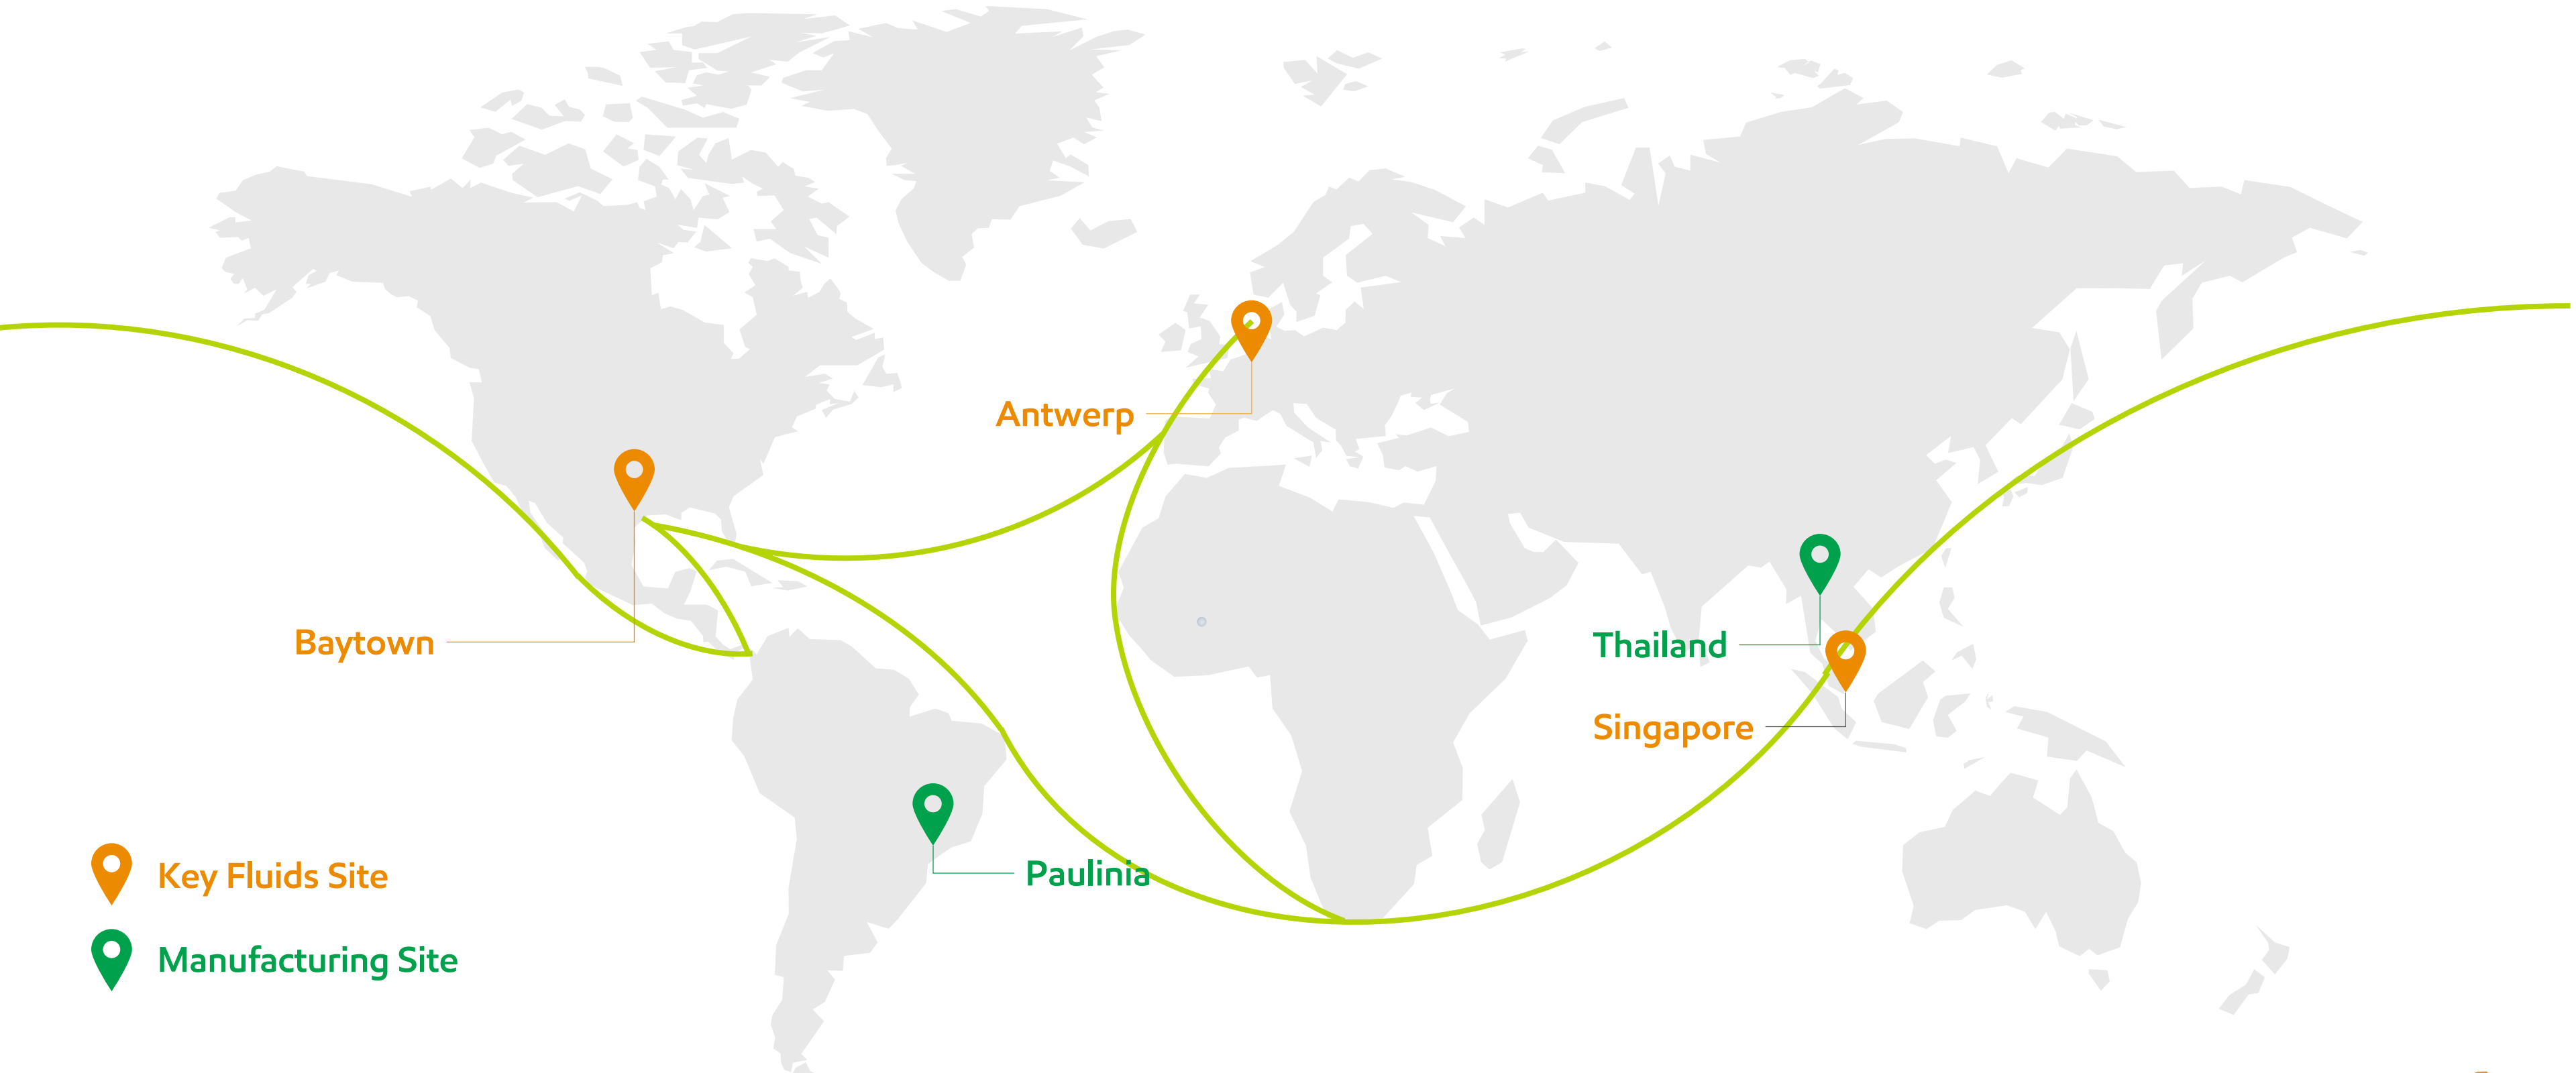 Antwerp
Baytown
Thailand
Singapore
Paulinia
Key Fluids Site
Manufacturing Site